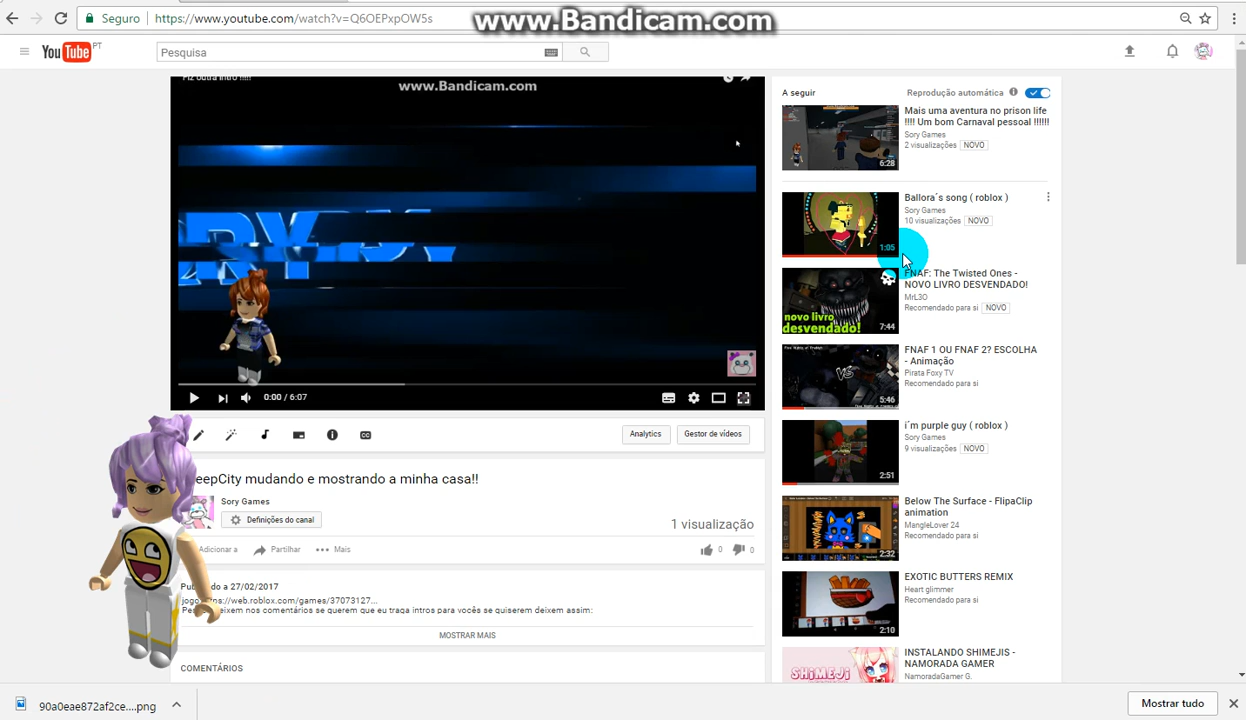 Seguro
https://www.youtube.com/watch?v=Q6OEPxpOW5s
www.Bandicam.com
YouTube PT
Pesquisa
Fiz outra intro !!!!!
www.Bandicam.com
RYBY
0:00 / 6:07
Analytics
Gestor de vídeos
eepCity mudando e mostrando a minha casa!!
Sory Games
Definições do canal
1 visualização
Adicionar a
Partilhar
Mais
0
0
a 27/02/2017
https://web.roblox.com/games/37073127...
deixem nos comentários se querem que eu traga intros para vocês se quiserem deixem assim:
MOSTRAR MAIS
COMENTÁRIOS
A seguir
Reprodução automática
Mais uma aventura no prison life
!!!! Um bom Carnaval pessoal !!!!!!
Sory Games
2 visualizações NOVO
6:28
Ballora´s song ( roblox )
Sory Games
10 visualizações NOVO
1:05
FNAF: The Twisted Ones -
NOVO LIVRO DESVENDADO!
MrL3O
Recomendado para si NOVO
novo livro
desvendado!
7:44
FNAF 1 OU FNAF 2? ESCOLHA
- Animação
Pirata Foxy TV
Recomendado para si
VS
5:46
i´m purple guy ( roblox )
Sory Games
9 visualizações NOVO
2:51
Below The Surface - FlipaClip
animation
MangleLover 24
Recomendado para si
2:32
EXOTIC BUTTERS REMIX
Heart glimmer
Recomendado para si
2:10
INSTALANDO SHIMEJIS -
NAMORADA GAMER
NamoradaGamer G.
SHIMEJI
90a0eae872af2ce....png
Mostrar tudo